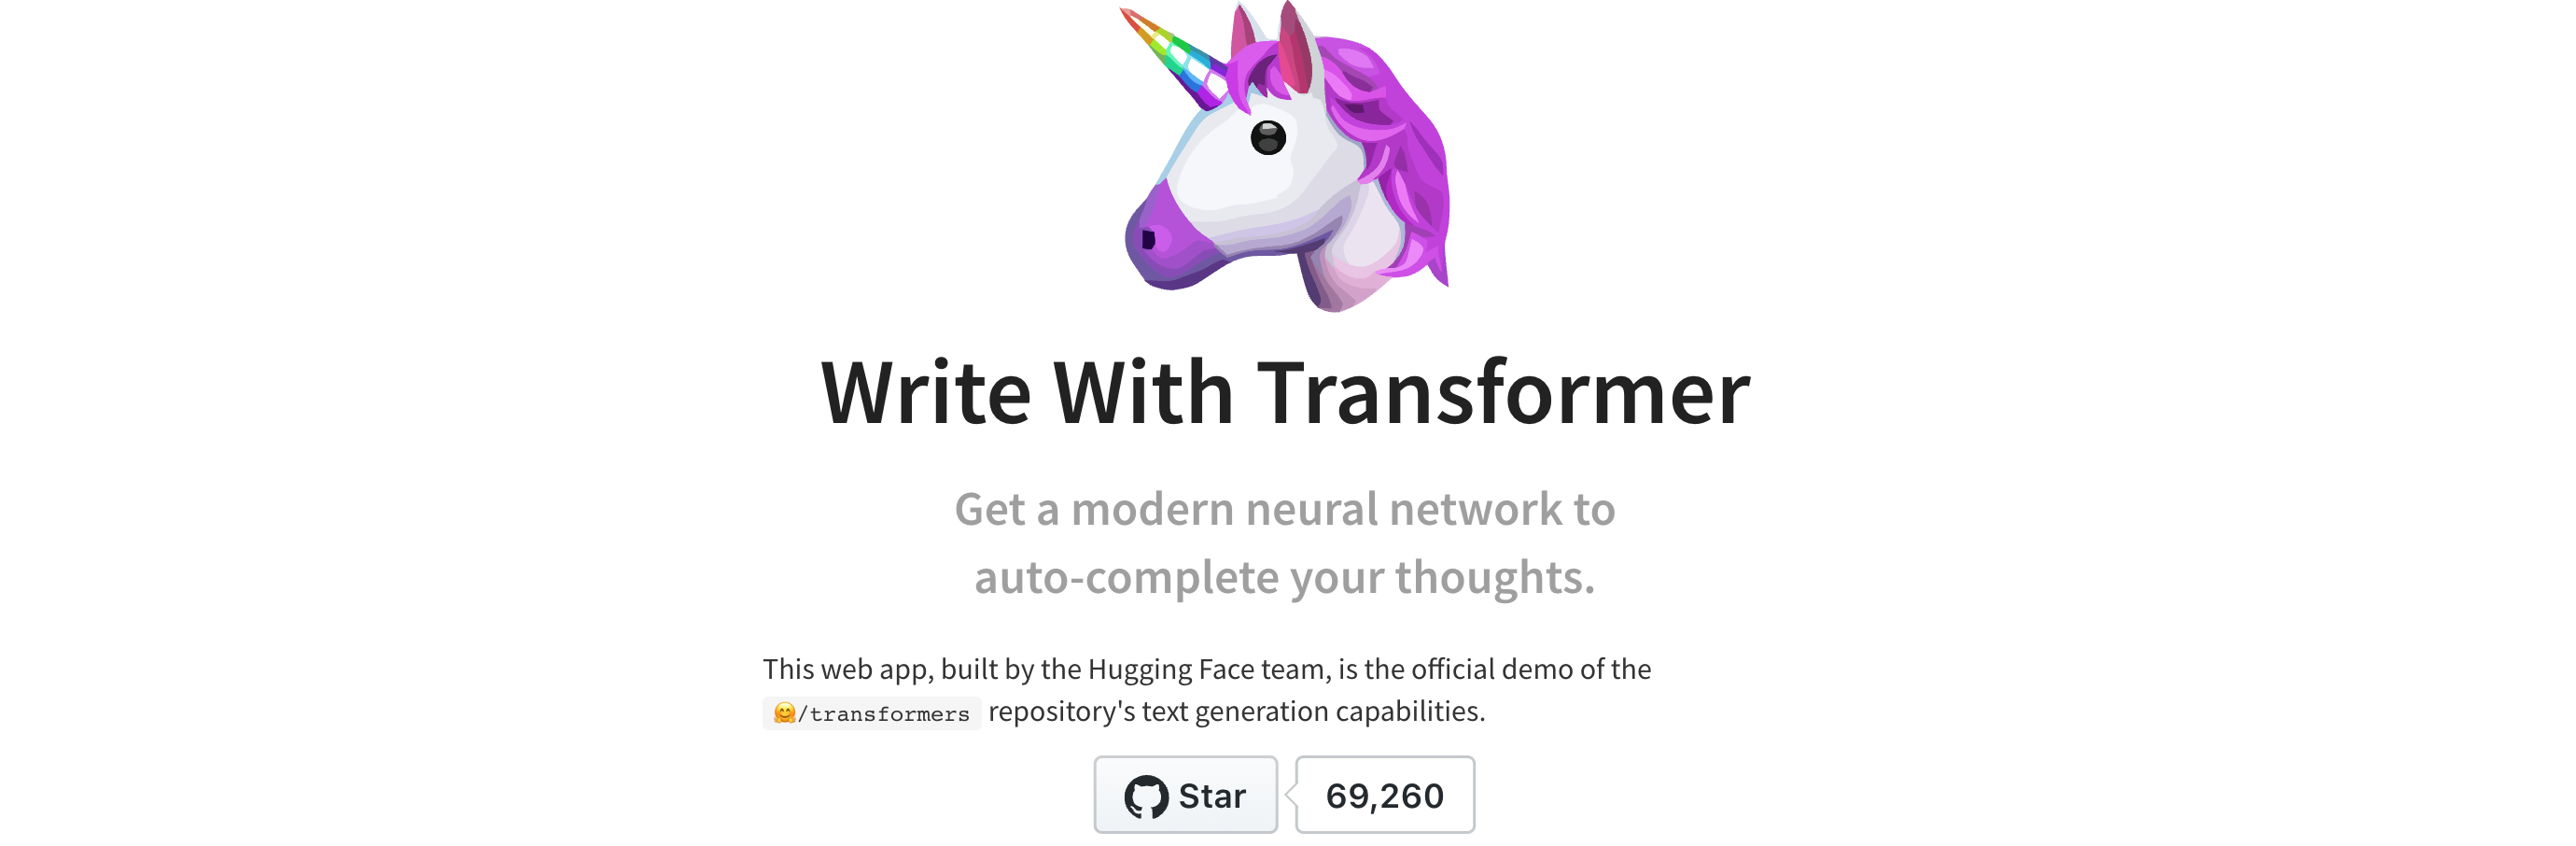 Write With Transformer
Get a modern neural network to
auto-complete your thoughts.
This web app, built by the Hugging Face team, is the official demo of the
🤗/transformers repository's text generation capabilities.
Star 69,260